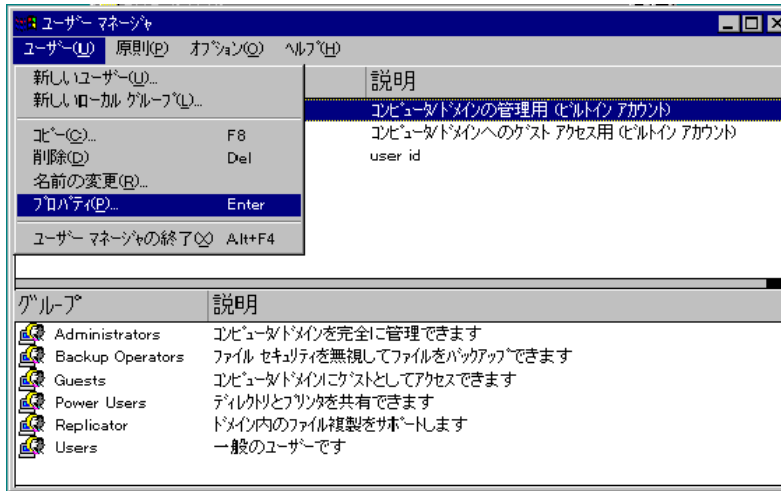 ユーザー マネージャ
ユーザー(U) 原則(P) オプション(O) ヘルプ(H)
新しいユーザー(U)...
新しいローカル グループ(L)...
コピー(C)... F8
削除(D) Del
名前の変更(R)...
プロパティ(P)... Enter
ユーザー マネージャの終了(X) Alt+F4
説明
コンピュータ/ドメインの管理用 (ビルトイン アカウント)
コンピュータ/ドメインへのゲスト アクセス用 (ビルトイン アカウント)
user id
グループ 説明
Administrators コンピュータ/ドメインを完全に管理できます
Backup Operators ファイル セキュリティを無視してファイルをバックアップできます
Guests コンピュータ/ドメインにゲストとしてアクセスできます
Power Users ディレクトリとプリンタを共有できます
Replicator ドメイン内のファイル複製をサポートします
Users 一般のユーザーです